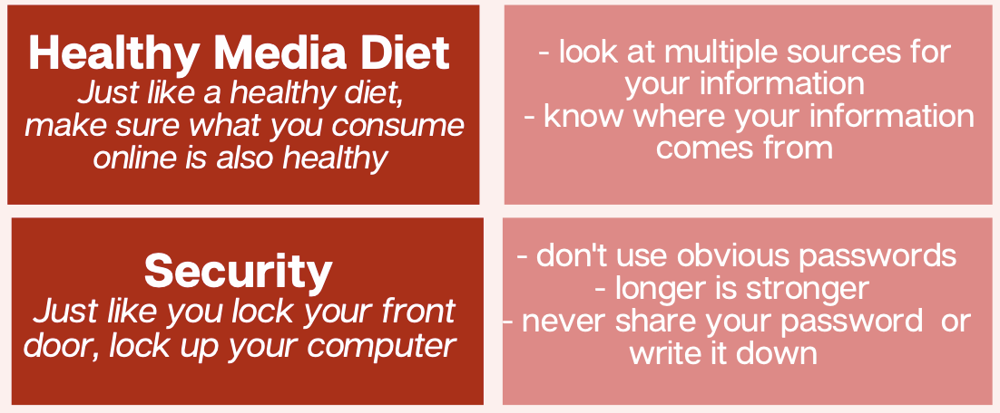 Healthy Media Diet
Just like a healthy diet,
make sure what you consume
online is also healthy
- look at multiple sources for
your information
- know where your information
comes from
Security
Just like you lock your front
door, lock up your computer
- don't use obvious passwords
- longer is stronger
- never share your password  or
write it down